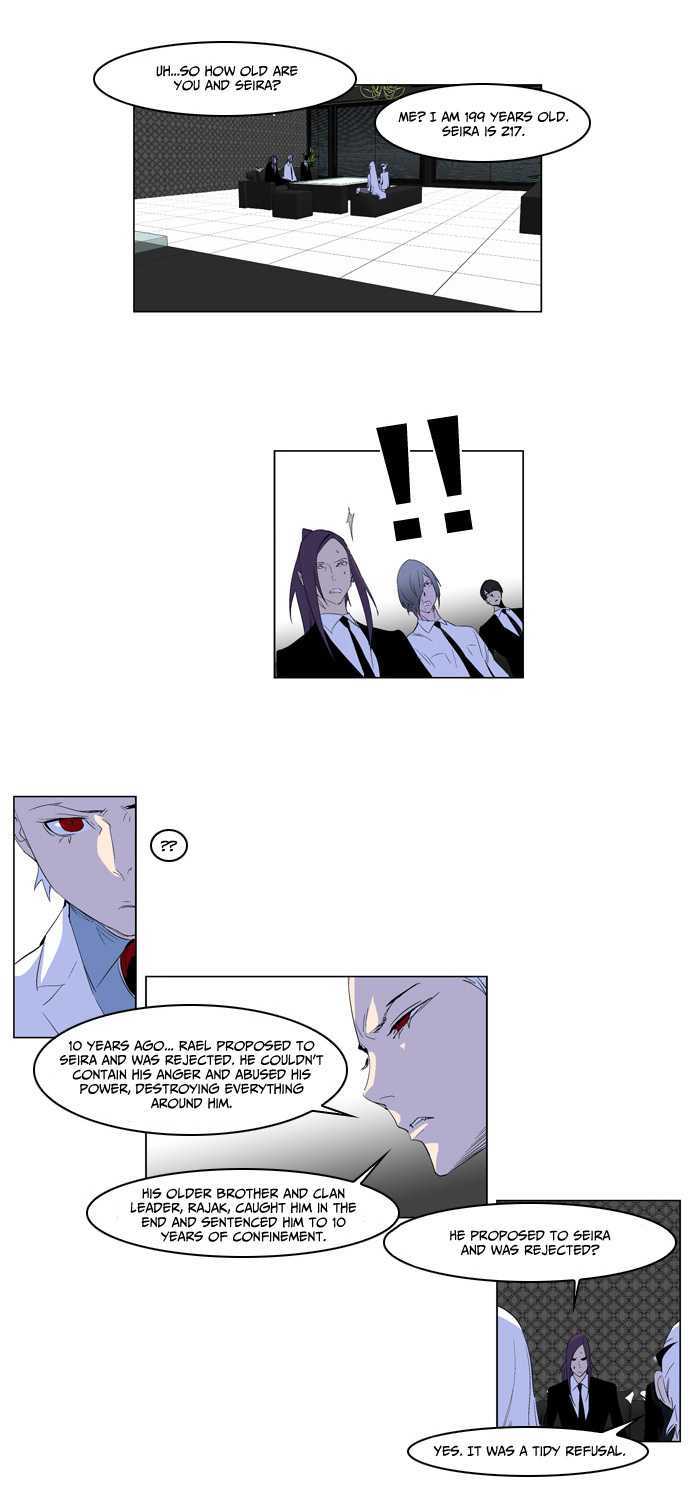 UH...SO HOW OLD ARE
YOU AND SEIRA?
ME? I AM 199 YEARS OLD.
SEIRA IS 217.
!!
??
10 YEARS AGO... RAEL PROPOSED TO
SEIRA AND WAS REJECTED. HE COULDN'T
CONTAIN HIS ANGER AND ABUSED HIS
POWER, DESTROYING EVERYTHING
AROUND HIM.
HIS OLDER BROTHER AND CLAN
LEADER, RAJAK, CAUGHT HIM IN THE
END AND SENTENCED HIM TO 10
YEARS OF CONFINEMENT.
HE PROPOSED TO SEIRA
AND WAS REJECTED?
YES. IT WAS A TIDY REFUSAL.